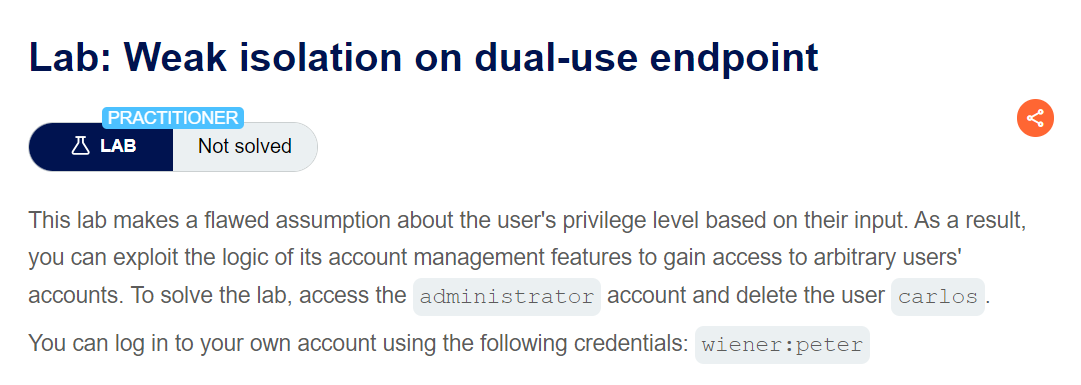 Lab: Weak isolation on dual-use endpoint
PRACTITIONER
LAB
Not solved
This lab makes a flawed assumption about the user's privilege level based on their input. As a result,
you can exploit the logic of its account management features to gain access to arbitrary users'
accounts. To solve the lab, access the administrator account and delete the user carlos.
You can log in to your own account using the following credentials: wiener:peter